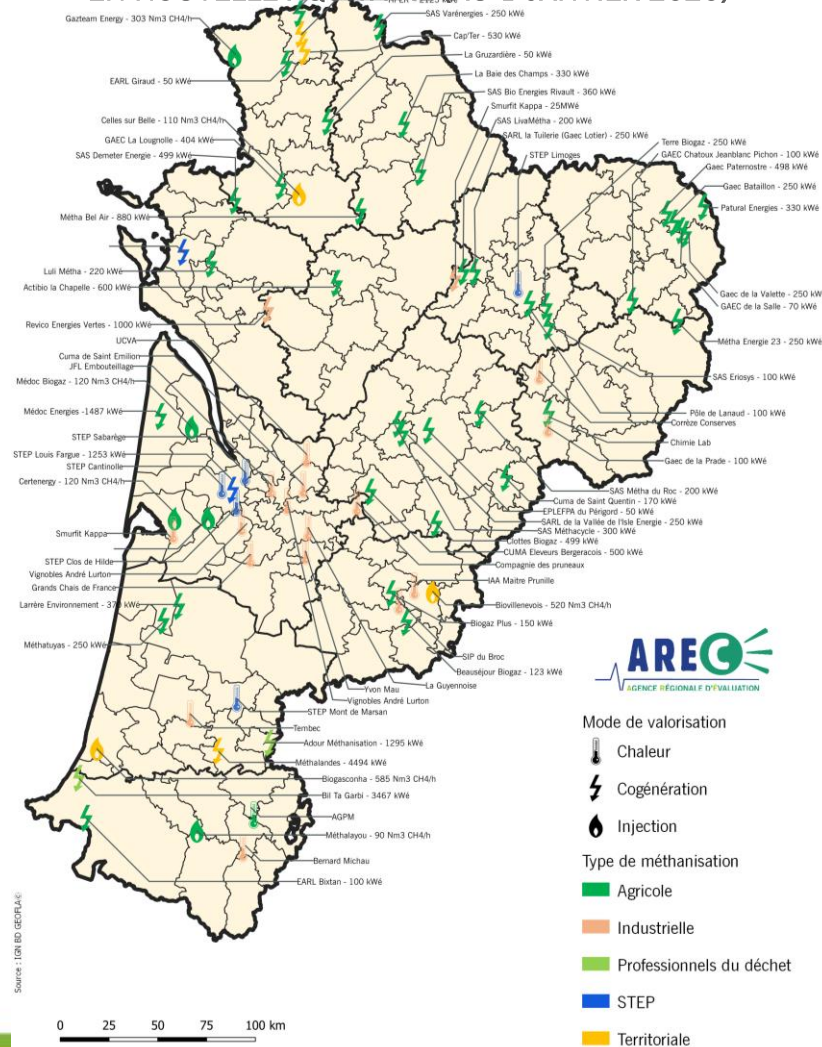 Gazteam Energy - 303 Nm3 CH4/h
SAS Varénergies - 250 kWé
Cap'Ter - 530 kWé
La Gruzardière - 50 kWé
EARL Giraud - 50 kWé
La Baie des Champs - 330 kWé
SAS Bio Energies Rivault - 360 kWé
Smurfit Kappa - 25MWé
Celles sur Belle - 110 Nm3 CH4/h
SAS LivaMétha - 200 kWé
SARL la Tuilerie (Gaec Lotier) - 250 kWé
GAEC La Lougnolle - 404 kWé
Terre Biogaz - 250 kWé
STEP Limoges
GAEC Chatoux Jeanblanc Pichon - 100 kWé
SAS Demeter Energie - 499 kWé
Gaec Paternostre - 498 kWé
Gaec Bataillon - 250 kWé
Patural Energies - 330 kWé
Métha Bel Air - 880 kWé
Luli Métha - 220 kWé
Actibio la Chapelle - 600 kWé
Gaec de la Valette - 250 kWé
GAEC de la Salle - 70 kWé
Revico Energies Vertes - 1000 kWé
Métha Energie 23 - 250 kWé
UCVA
Cuma de Saint Emilion
JFL Embouteillage
SAS Eriosys - 100 kWé
Médoc Biogaz - 120 Nm3 CH4/h
Médoc Energies -1487 kWé
Pôle de Lanaud - 100 kWé
Corrèze Conserves
STEP Sabarège
Chimie Lab
STEP Louis Fargue - 1253 kWé
Gaec de la Prade - 100 kWé
STEP Cantinolle
Certenergy - 120 Nm3 CH4/h
SAS Métha du Roc - 200 kWé
Cuma de Saint Quentin - 170 kWé
EPLEFPA du Périgord - 50 kWé
SARL de la Vallée de l'Isle Energie - 250 kWé
SAS Méthacycle - 300 kWé
Smurfit Kappa
Clottes Biogaz - 499 kWé
CUMA Eleveurs Bergeracois - 500 kWé
STEP Clos de Hilde
Compagnie des pruneaux
Vignobles André Lurton
IAA Maitre Prunille
Grands Chais de France
Biovillenevois - 520 Nm3 CH4/h
Larrère Environnement - 370 kWé
Biogaz Plus - 150 kWé
Méthatuyas - 250 kWé
SIP du Broc
Beauséjour Biogaz - 123 kWé
La Guyennoise
Yvon Mau
Vignobles André Lurton
STEP Mont de Marsan
Tembec
Adour Méthanisation - 1295 kWé
Méthalandes - 4494 kWé
Biogasconha - 585 Nm3 CH4/h
Bil Ta Garbi - 3467 kWé
AGPM
Méthalayou - 90 Nm3 CH4/h
Bernard Michau
EARL Bixtan - 100 kWé
AREC
AGENCE RÉGIONALE D'ÉVALUATION
Mode de valorisation
Chaleur
Cogénération
Injection
Type de méthanisation
Agricole
Industrielle
Professionnels du déchet
STEP
Territoriale
Source : IGN BD GEOFLA©
0 25 50 75 100 km